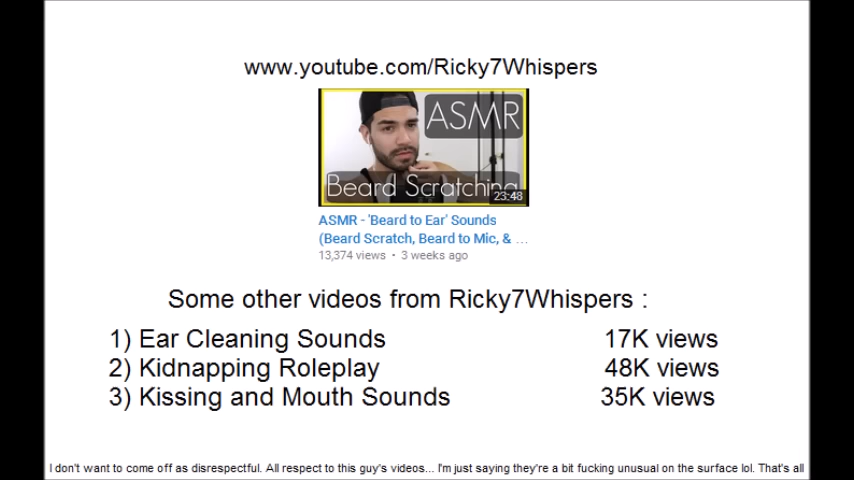 www.youtube.com/Ricky7Whispers
ASMR
Beard Scratching
23:48
ASMR - 'Beard to Ear' Sounds
(Beard Scratch, Beard to Mic, & ...
13,374 views • 3 weeks ago
Some other videos from Ricky7Whispers :
1) Ear Cleaning Sounds 17K views
2) Kidnapping Roleplay 48K views
3) Kissing and Mouth Sounds 35K views
I don't want to come off as disrespectful. All respect to this guy's videos... I'm just saying they're a bit fucking unusual on the surface lol. That's all